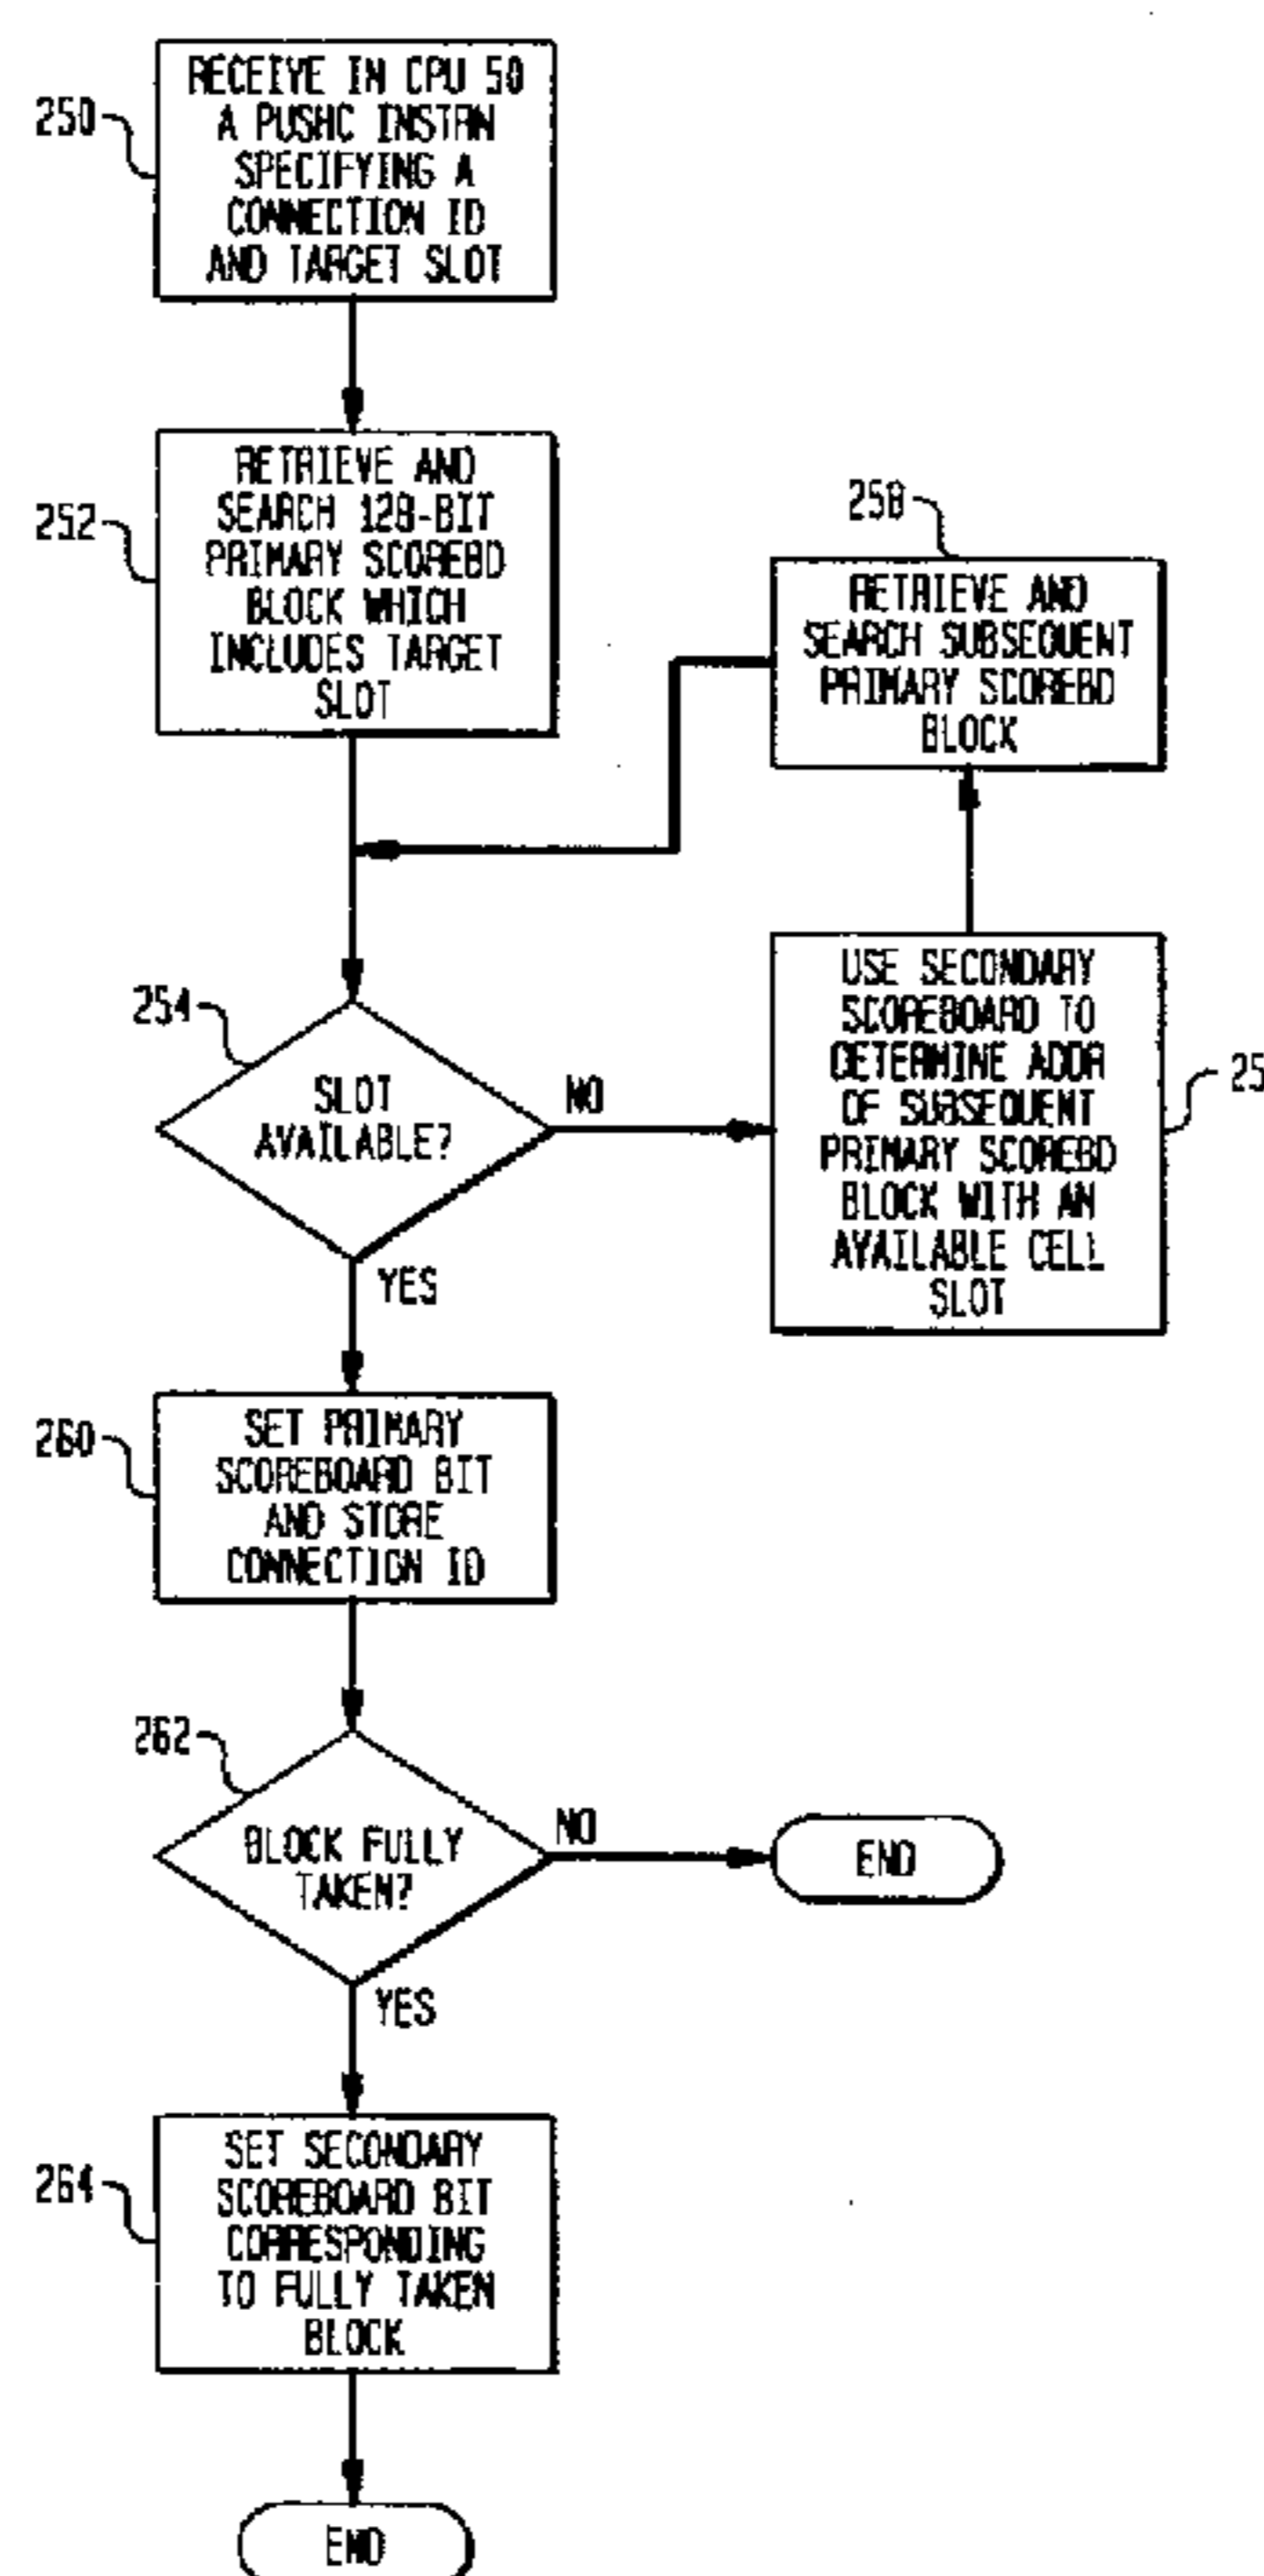 250
RECEIVE IN CPU 50
A PUSHC INSTRN
SPECIFYING A
CONNECTION ID
AND TARGET SLOT
252
RETRIEVE AND
SEARCH 128-BIT
PRIMARY SCOREBD
BLOCK WHICH
INCLUDES TARGET
SLOT
258
RETRIEVE AND
SEARCH SUBSEQUENT
PRIMARY SCOREBD
BLOCK
254
SLOT
AVAILABLE?
NO
YES
USE SECONDARY
SCOREBOARD TO
DETERMINE ADDR
OF SUBSEQUENT
PRIMARY SCOREBD
BLOCK WITH AN
AVAILABLE CELL
SLOT
25
260
SET PRIMARY
SCOREBOARD BIT
AND STORE
CONNECTION ID
262
BLOCK FULLY
TAKEN?
NO
END
YES
264
SET SECONDARY
SCOREBOARD BIT
CORRESPONDING
TO FULLY TAKEN
BLOCK
END